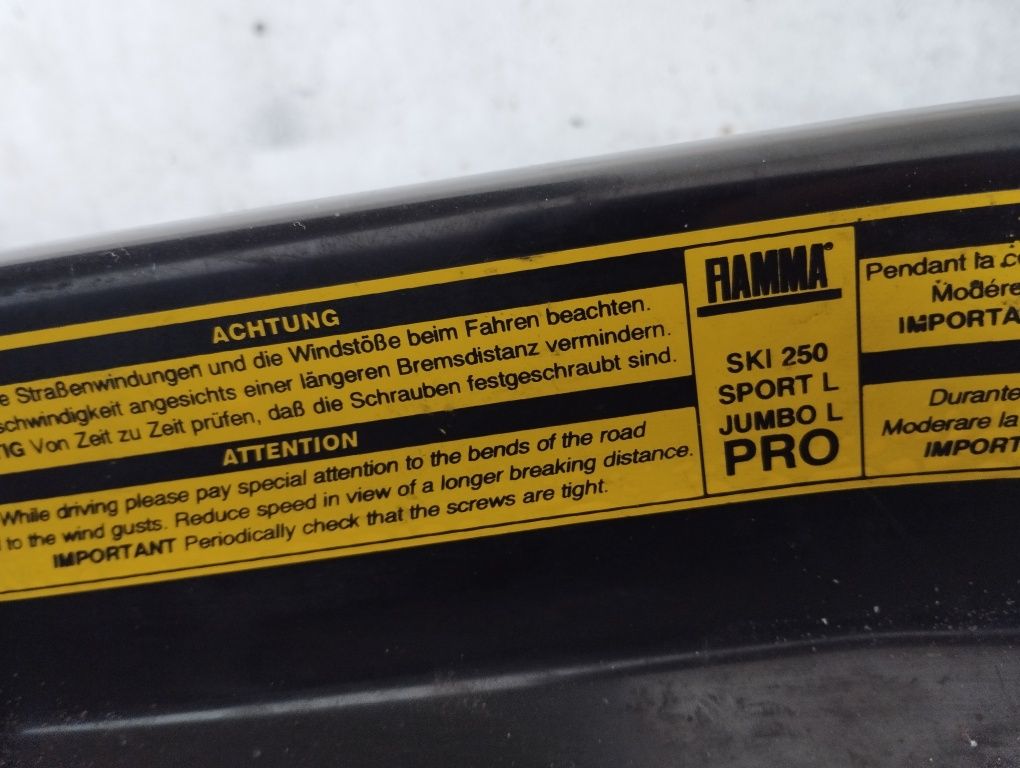 ACHTUNG
Straßenwindungen und die Windstöße beim Fahren beachten.
schwindigkeit angesichts einer längeren Bremsdistanz vermindern.
TIG Von Zeit zu Zeit prüfen, daß die Schrauben festgeschraubt sind.
ATTENTION
While driving please pay special attention to the bends of the road
to the wind gusts. Reduce speed in view of a longer breaking distance.
IMPORTANT Periodically check that the screws are tight.
FIAMMA®
SKI 250
SPORT L
JUMBO L
PRO
Pendant la
Modére
IMPORTA
Durante
Moderare la
IMPORT